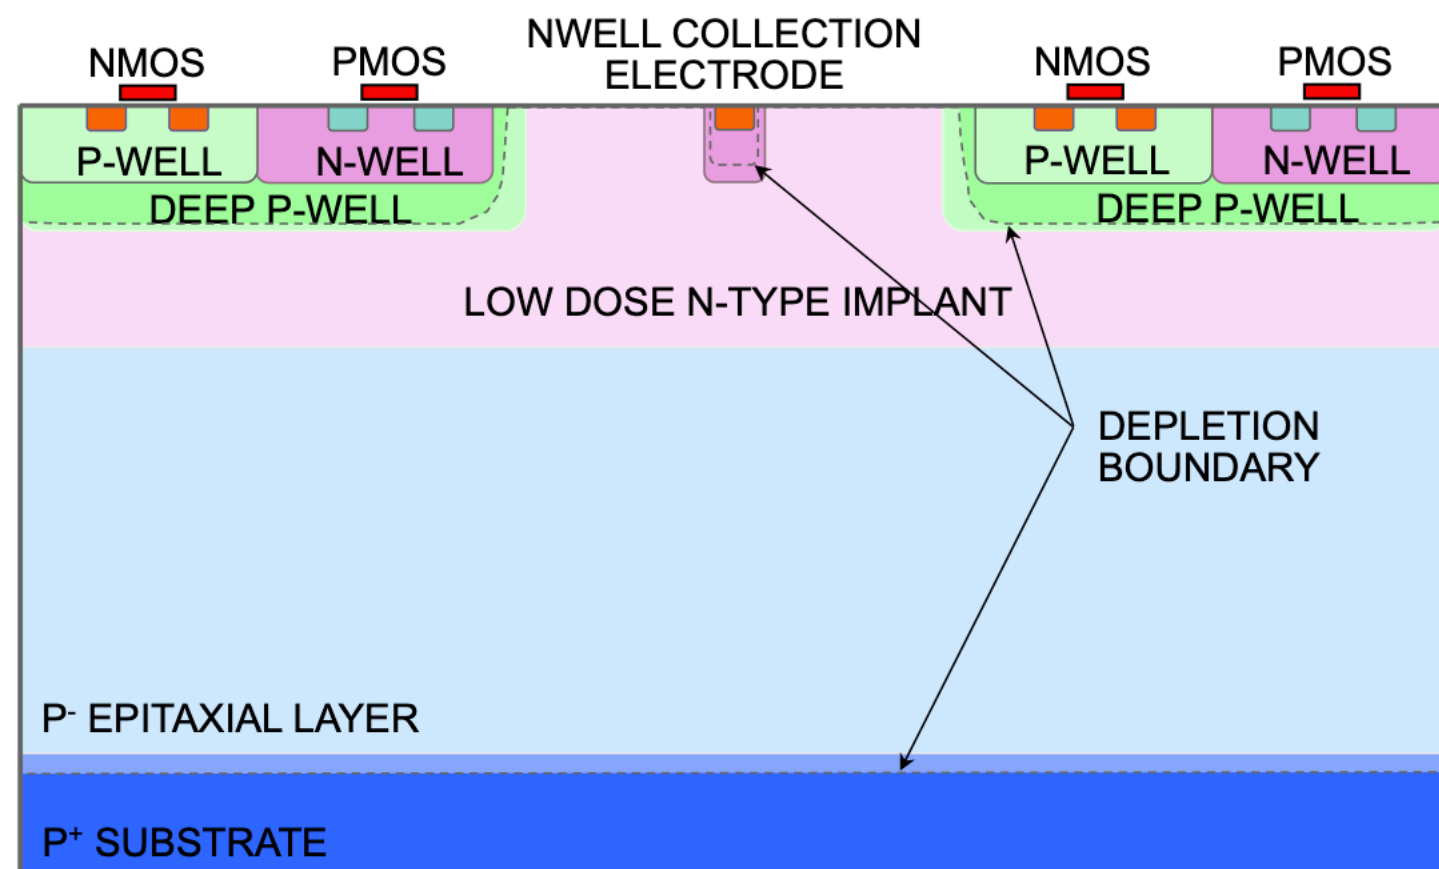 NMOS
PMOS
NWELL COLLECTION
ELECTRODE
NMOS
PMOS
P-WELL
N-WELL
P-WELL
N-WELL
DEEP P-WELL
DEEP P-WELL
LOW DOSE N-TYPE IMPLANT
DEPLETION
BOUNDARY
P⁻ EPITAXIAL LAYER
P⁺ SUBSTRATE